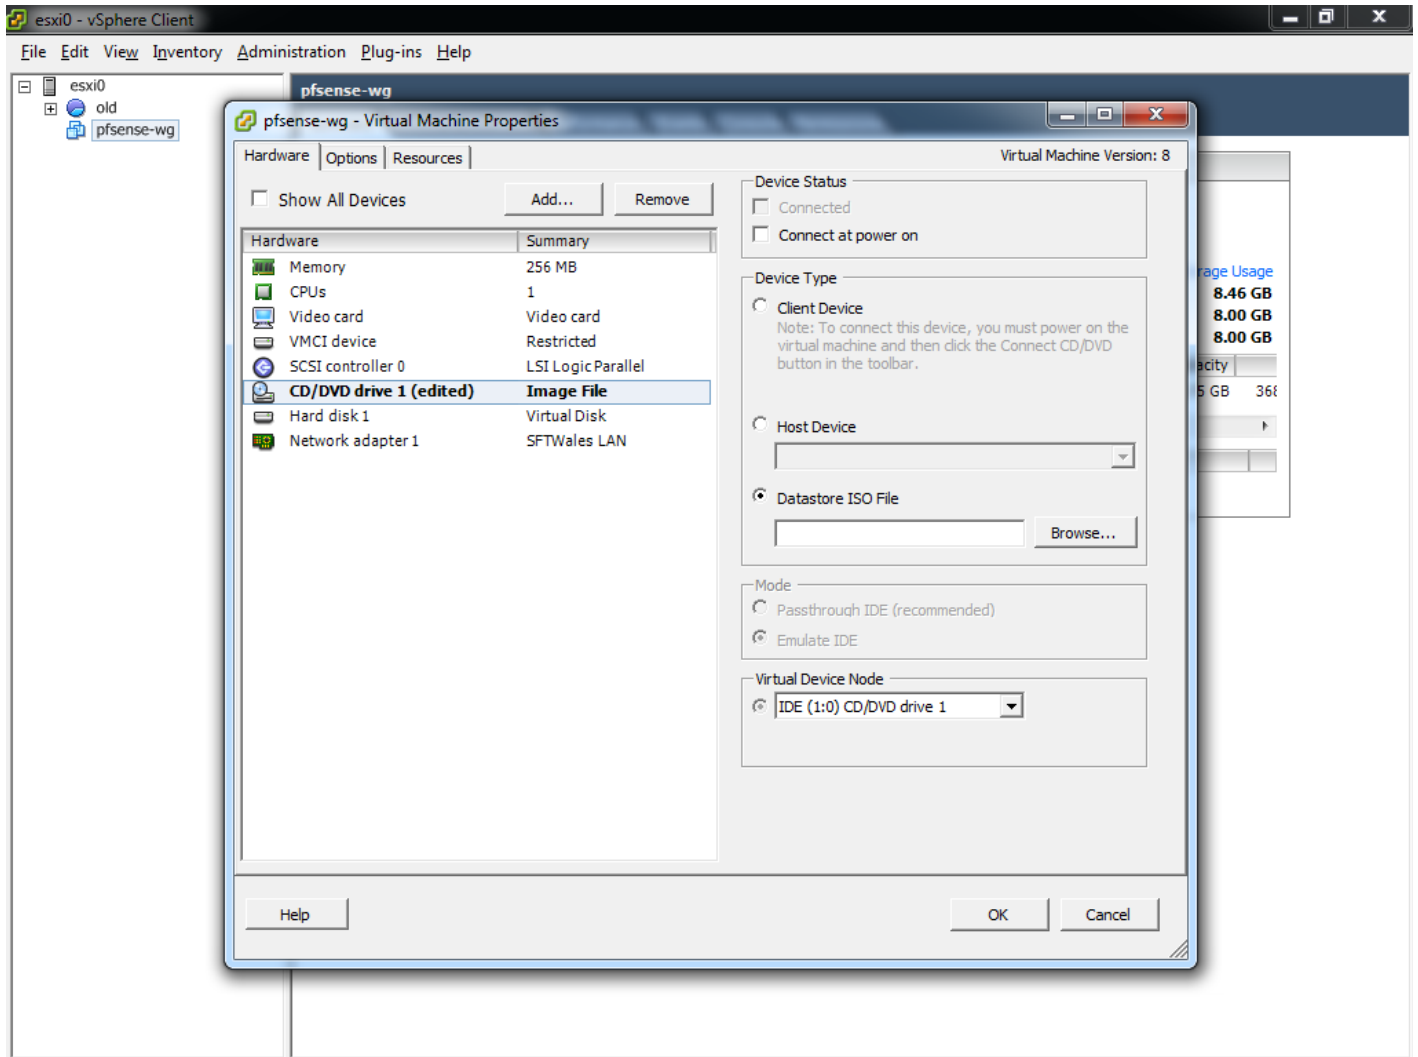 esxi0 - vSphere Client
File Edit View Inventory Administration Plug-ins Help
esxi0
old
pfsense-wg
pfsense-wg
pfsense-wg - Virtual Machine Properties
Hardware Options Resources Virtual Machine Version: 8
Show All Devices Add... Remove
Hardware Summary
Memory 256 MB
CPUs 1
Video card Video card
VMCI device Restricted
SCSI controller 0 LSI Logic Parallel
CD/DVD drive 1 (edited) Image File
Hard disk 1 Virtual Disk
Network adapter 1 SFTWales LAN
Device Status
Connected
Connect at power on
Device Type
Client Device
Note: To connect this device, you must power on the
virtual machine and then click the Connect CD/DVD
button in the toolbar.
Host Device
Datastore ISO File
Browse...
Mode
Passthrough IDE (recommended)
Emulate IDE
Virtual Device Node
IDE (1:0) CD/DVD drive 1
Help OK Cancel
Usage
8.46 GB
8.00 GB
8.00 GB
GB 368